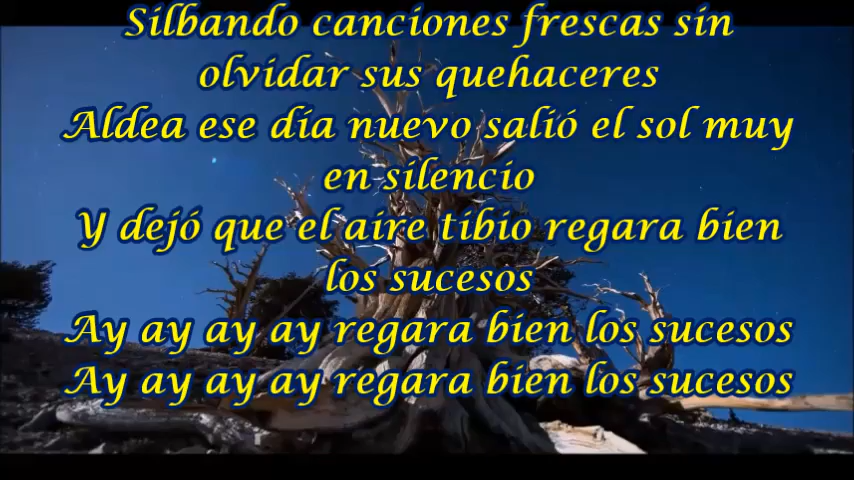 Silbando canciones frescas sin
olvidar sus quehaceres
Aldea ese día nuevo salió el sol muy
en silencio
Y dejó que el aire tibio regara bien
los sucesos
Ay ay ay ay regara bien los sucesos
Ay ay ay ay regara bien los sucesos